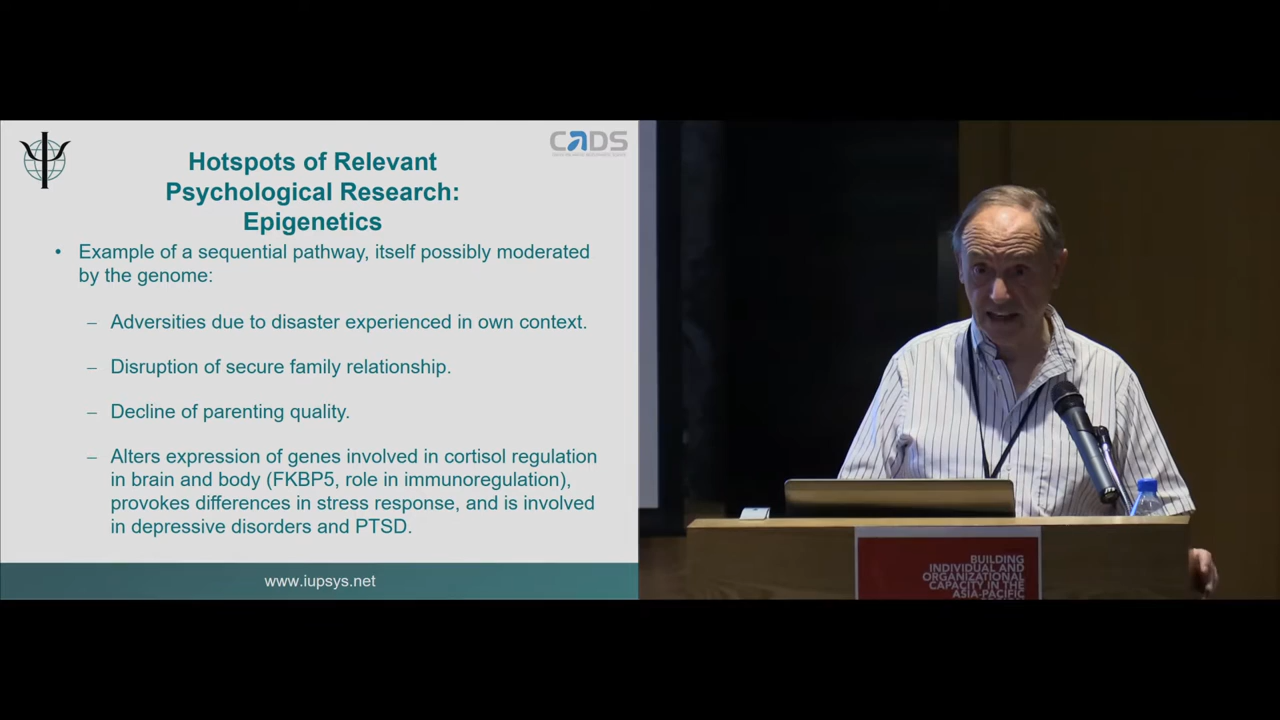 CADS
Hotspots of Relevant
Psychological Research:
Epigenetics
• Example of a sequential pathway, itself possibly moderated
by the genome:
– Adversities due to disaster experienced in own context.
– Disruption of secure family relationship.
– Decline of parenting quality.
– Alters expression of genes involved in cortisol regulation
in brain and body (FKBP5, role in immunoregulation),
provokes differences in stress response, and is involved
in depressive disorders and PTSD.
www.iupsys.net
BUILDING
INDIVIDUAL AND
ORGANIZATIONAL
CAPACITY IN THE
ASIA-PACIFIC